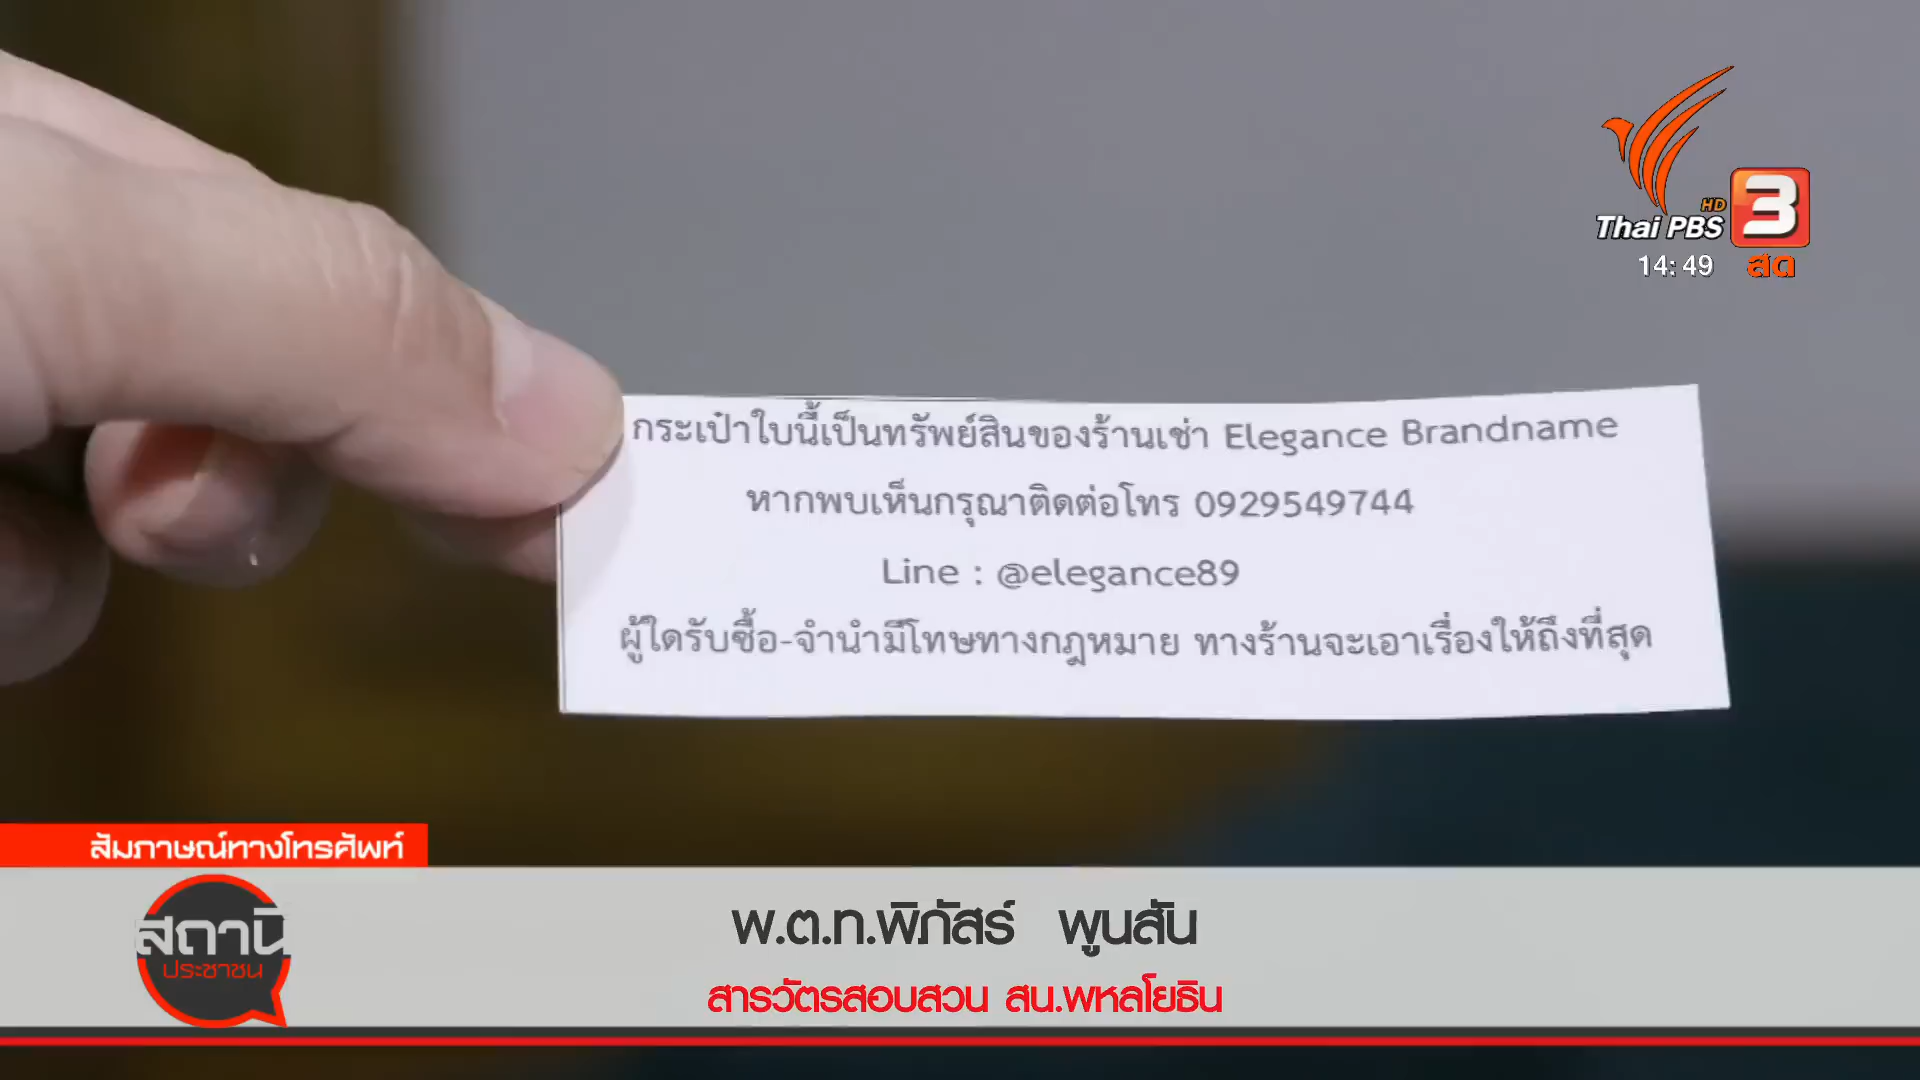 Thai PBS HD 3
14:49 สด
กระเป๋าใบนี้เป็นทรัพย์สินของร้านเช่า Elegance Brandname
หากพบเห็นกรุณาติดต่อโทร 0929549744
Line : @elegance89
ผู้ใดรับซื้อ-จำนำมีโทษทางกฎหมาย ทางร้านจะเอาเรื่องให้ถึงที่สุด
สัมภาษณ์ทางโทรศัพท์
สถานี
ประชาชน
พ.ต.ท.พิภัสร์ พูนสัน
สารวัตรสอบสวน สน.พหลโยธิน